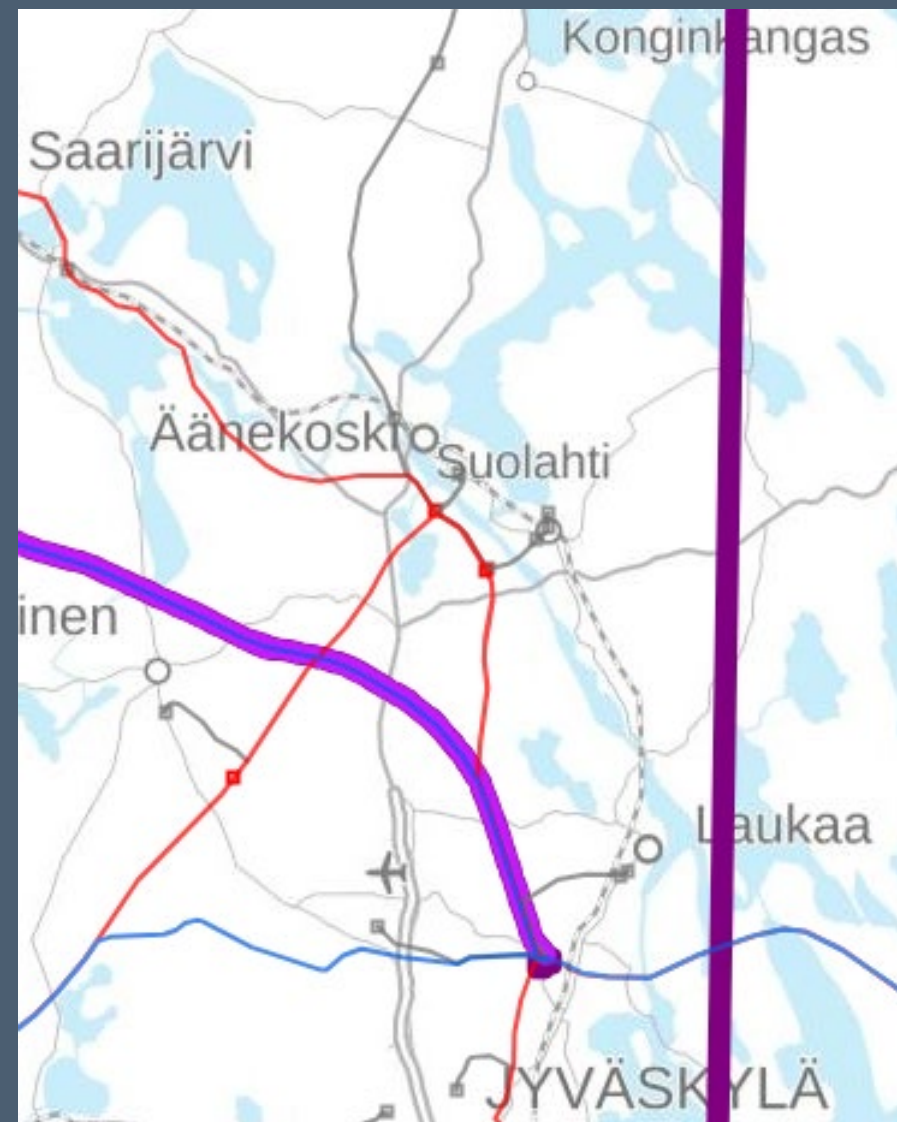 Konginkangas
Saarijärvi
Äänekoski
Suolahti
inen
Laukaa
JYVÄSKYLÄ